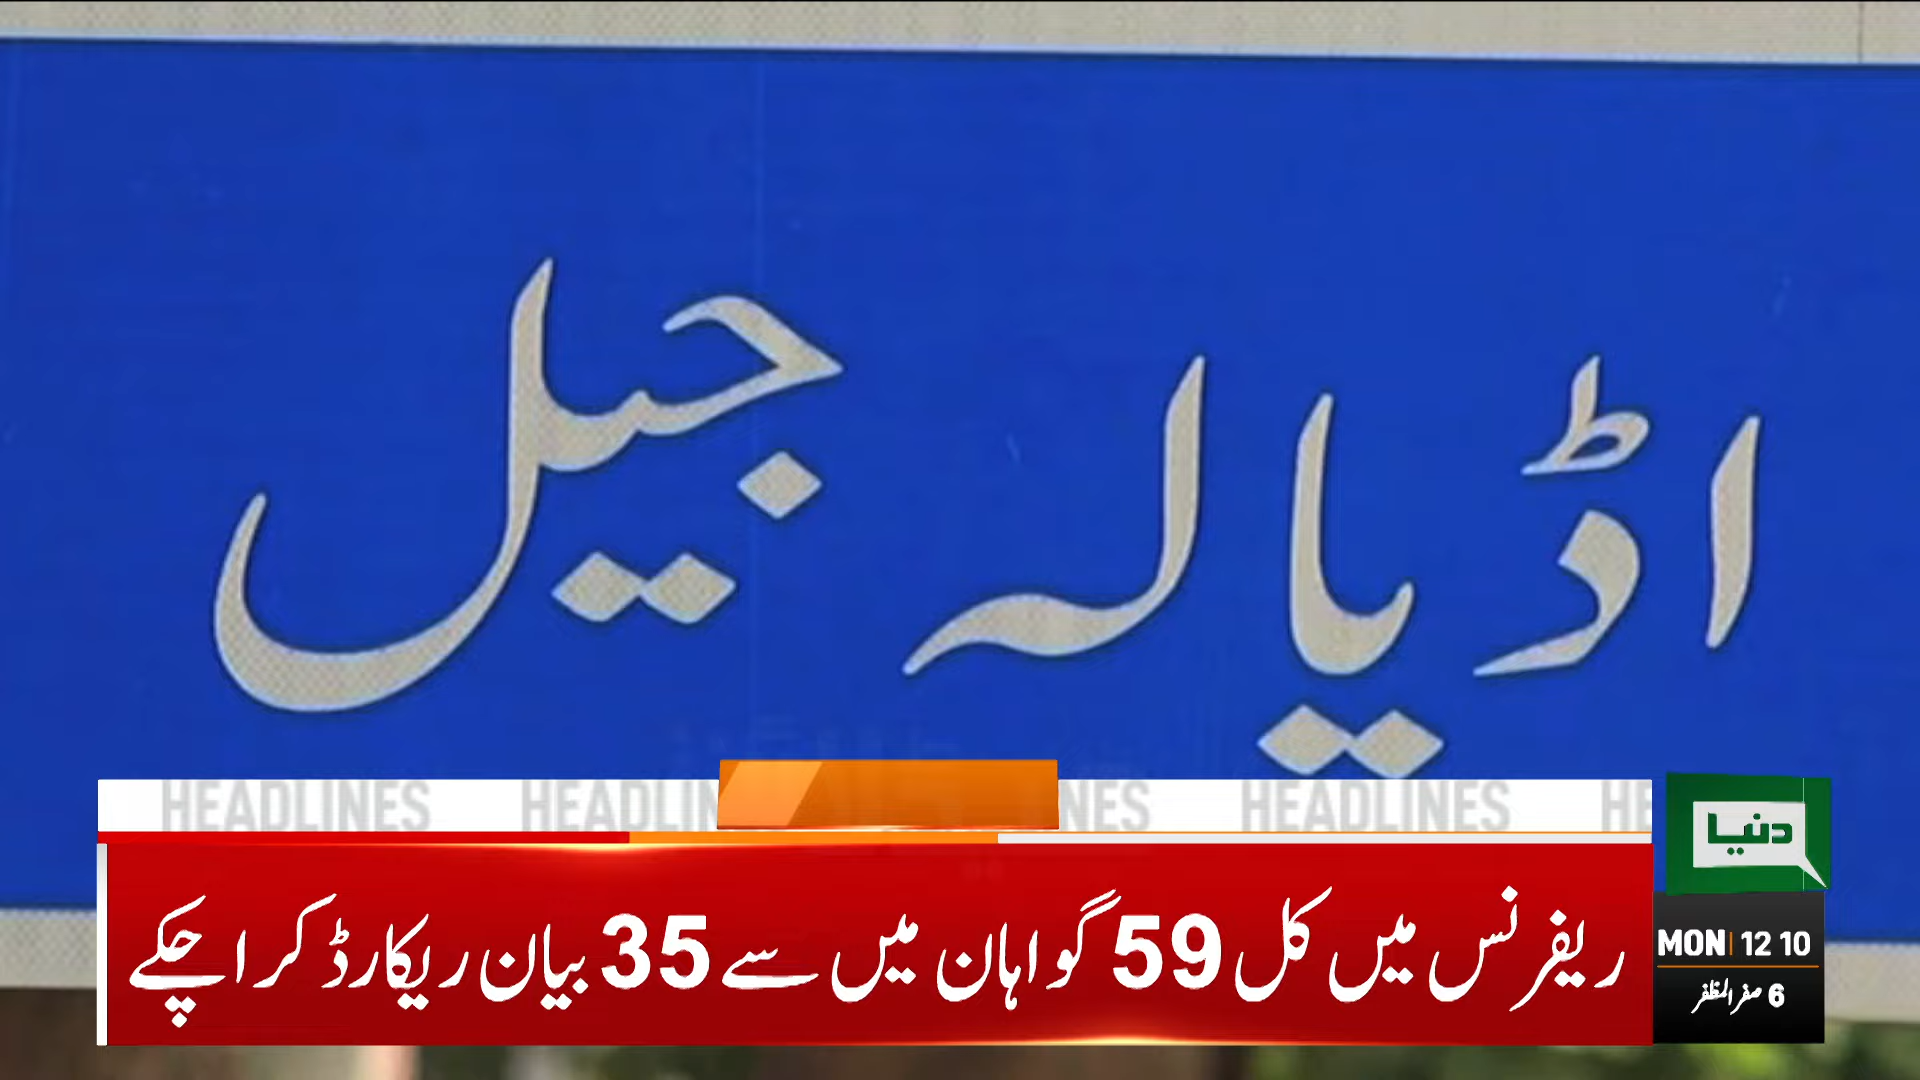 اڈیالہ جیل
HEADLINES HEADLIN NES HEADLINES HE
دنیا
ریفرنس میں کل 59 گواہان میں سے 35 بیان ریکارڈ کرا چکے
MON 12 10
6 صفر المظفر